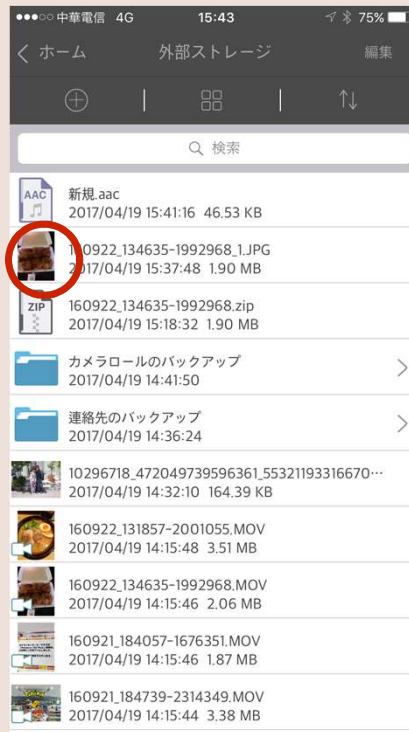 中華電信 4G 15:43 75%
ホーム 外部ストレージ 編集
検索
AAC
新規.aac
2017/04/19 15:41:16 46.53 KB
160922_134635-1992968_1.JPG
2017/04/19 15:37:48 1.90 MB
ZIP
160922_134635-1992968.zip
2017/04/19 15:18:32 1.90 MB
カメラロールのバックアップ
2017/04/19 14:41:50
連絡先のバックアップ
2017/04/19 14:36:24
10296718_472049739596361_55321193316670…
2017/04/19 14:32:10 164.39 KB
160922_131857-2001055.MOV
2017/04/19 14:15:48 3.51 MB
160922_134635-1992968.MOV
2017/04/19 14:15:46 2.06 MB
160921_184057-1676351.MOV
2017/04/19 14:15:46 1.87 MB
160921_184739-2314349.MOV
2017/04/19 14:15:44 3.38 MB